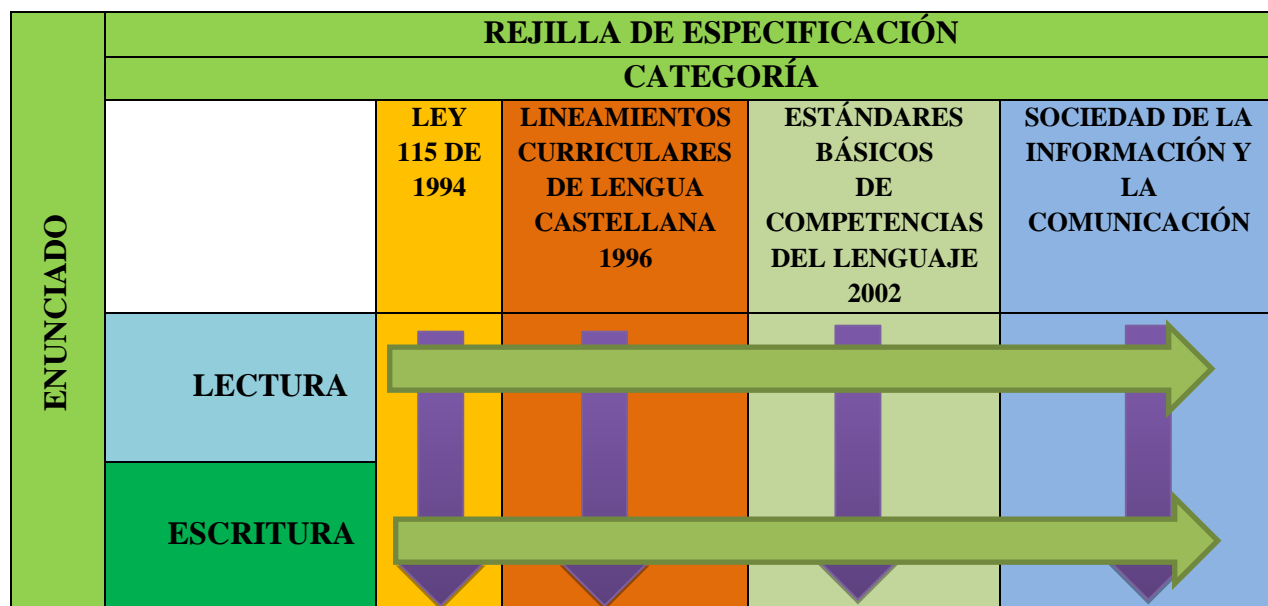 REJILLA DE ESPECIFICACIÓN
CATEGORÍA
ENUNCIADO
LEY
115 DE
1994
LINEAMIENTOS
CURRICULARES
DE LENGUA
CASTELLANA
1996
ESTÁNDARES
BÁSICOS
DE
COMPETENCIAS
DEL LENGUAJE
2002
SOCIEDAD DE LA
INFORMACIÓN Y
LA
COMUNICACIÓN
LECTURA
ESCRITURA